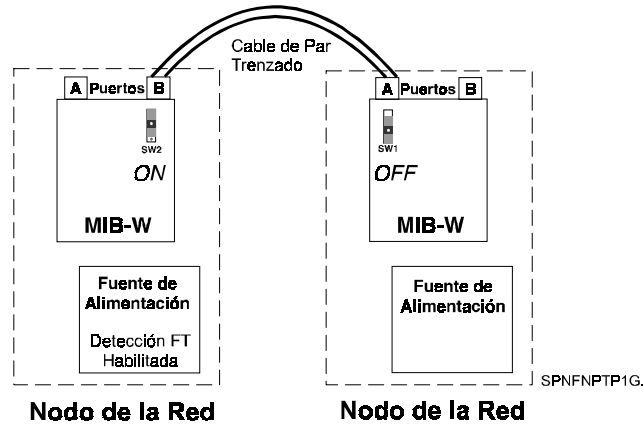 Cable de Par
Trenzado
A Puertos B
A Puertos B
SW2
SW1
ON
OFF
MIB-W
MIB-W
Fuente de
Alimentación
Detección FT
Habilitada
Fuente de
Alimentación
SPNFNPTP1G.
Nodo de la Red
Nodo de la Red